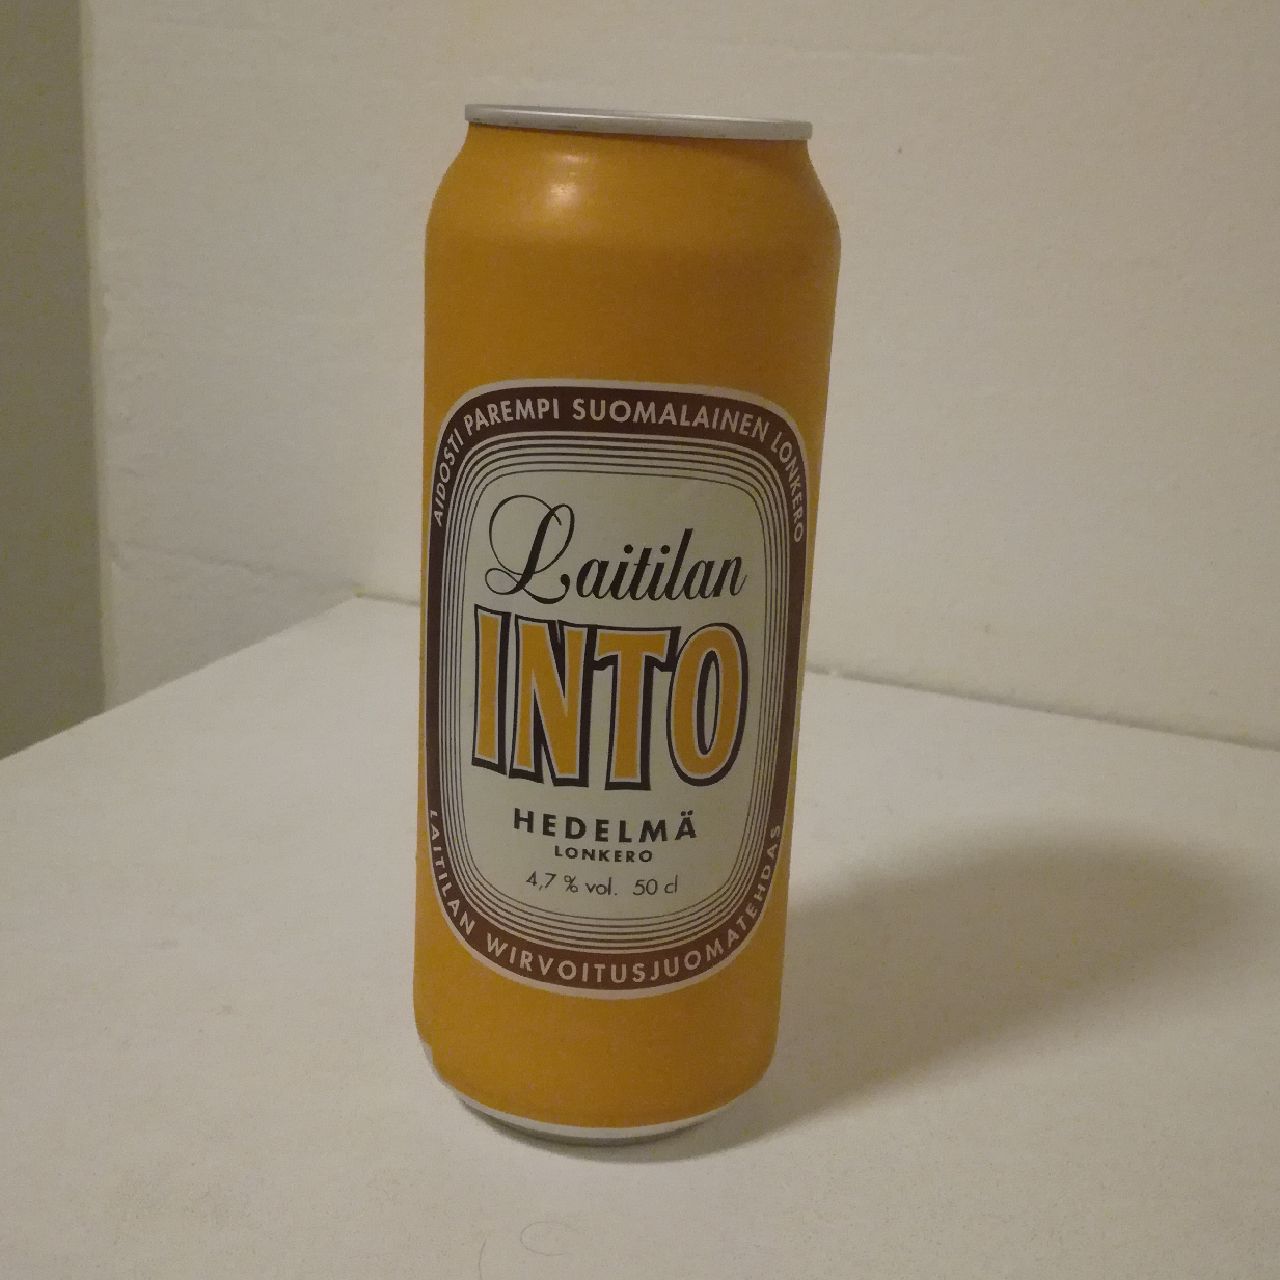 AIDOSTI PAREMPI SUOMALAINEN LONKERO
Laitilan
INTO
HEDELMÄ
LONKERO
4,7 % vol. 50 cl
LAITILAN WIRVOITUSJUOMATEHDAS